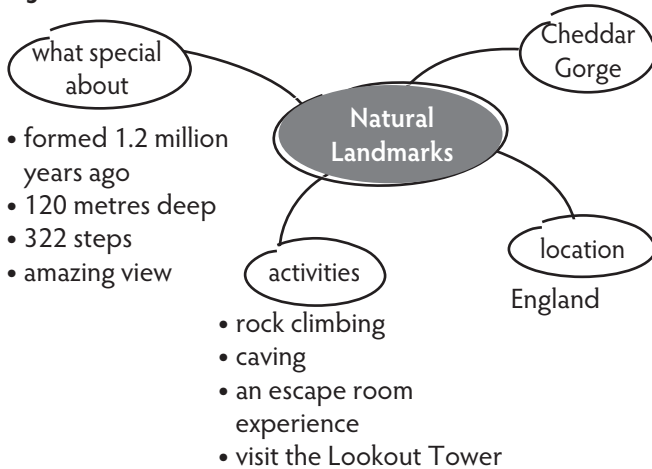 what special
about
• formed 1.2 million
years ago
• 120 metres deep
• 322 steps
• amazing view
Natural
Landmarks
Cheddar
Gorge
location
England
activities
• rock climbing
• caving
• an escape room
experience
• visit the Lookout Tower